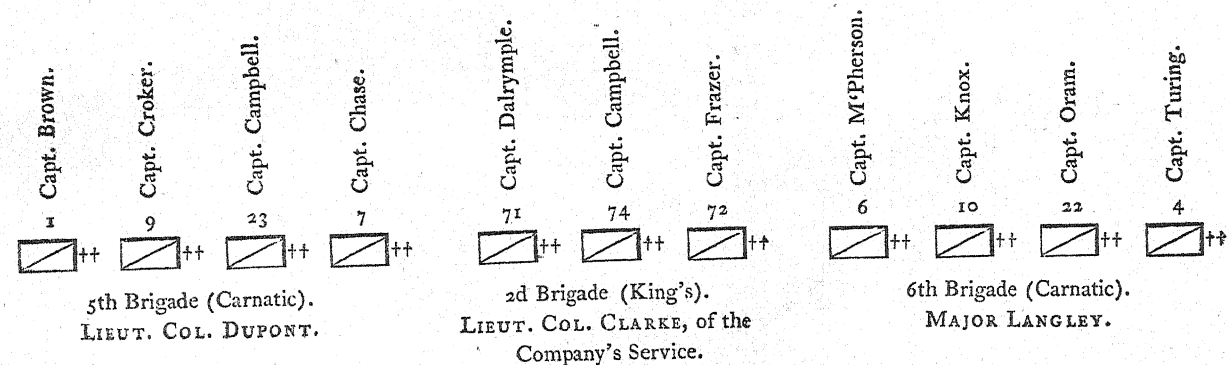 Capt. Brown.
Capt. Croker.
Capt. Campbell.
Capt. Chase.
Capt. Dalrymple.
Capt. Campbell.
Capt. Frazer.
Capt. M‘Pherson.
Capt. Knox.
Capt. Oram.
Capt. Turing.
1 9 23 7 71 74 72 6 10 22 4
5th Brigade (Carnatic).
LIEUT. COL. DUPONT.
2d Brigade (King's).
LIEUT. COL. CLARKE, of the
Company's Service.
6th Brigade (Carnatic).
MAJOR LANGLEY.